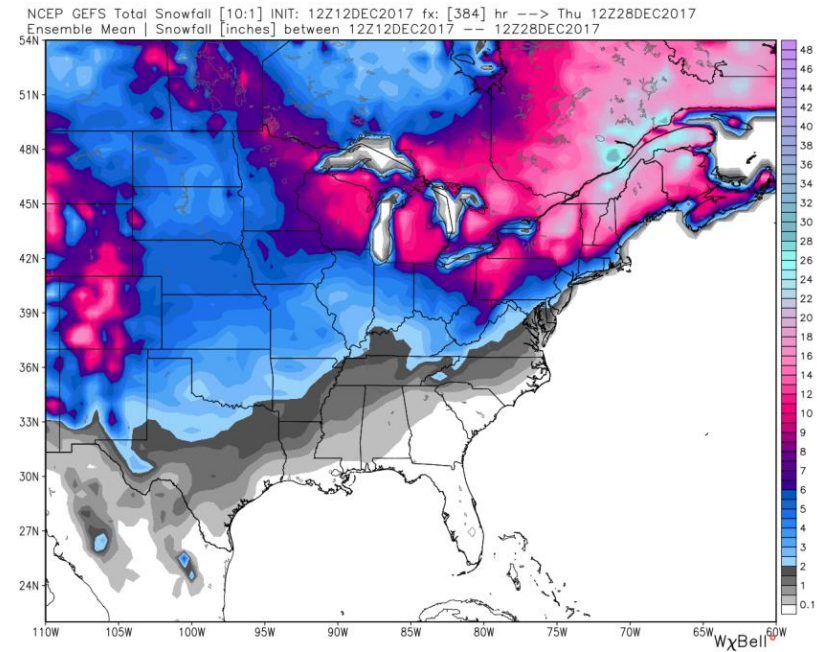 NCEP GEFS Total Snowfall [10:1] INIT: 12Z12DEC2017 fx: [384] hr --> Thu 12Z28DEC2017
Ensemble Mean | Snowfall [inches] between 12Z12DEC2017 -- 12Z28DEC2017
54N
51N
48N
45N
42N
39N
36N
33N
30N
27N
24N
110W
105W
100W
95W
90W
85W
80W
75W
70W
65W
60W
48
46
44
42
40
38
36
34
32
30
28
26
24
22
20
18
16
14
12
10
9
8
7
6
5
4
3
2
1
0.1
WχBell